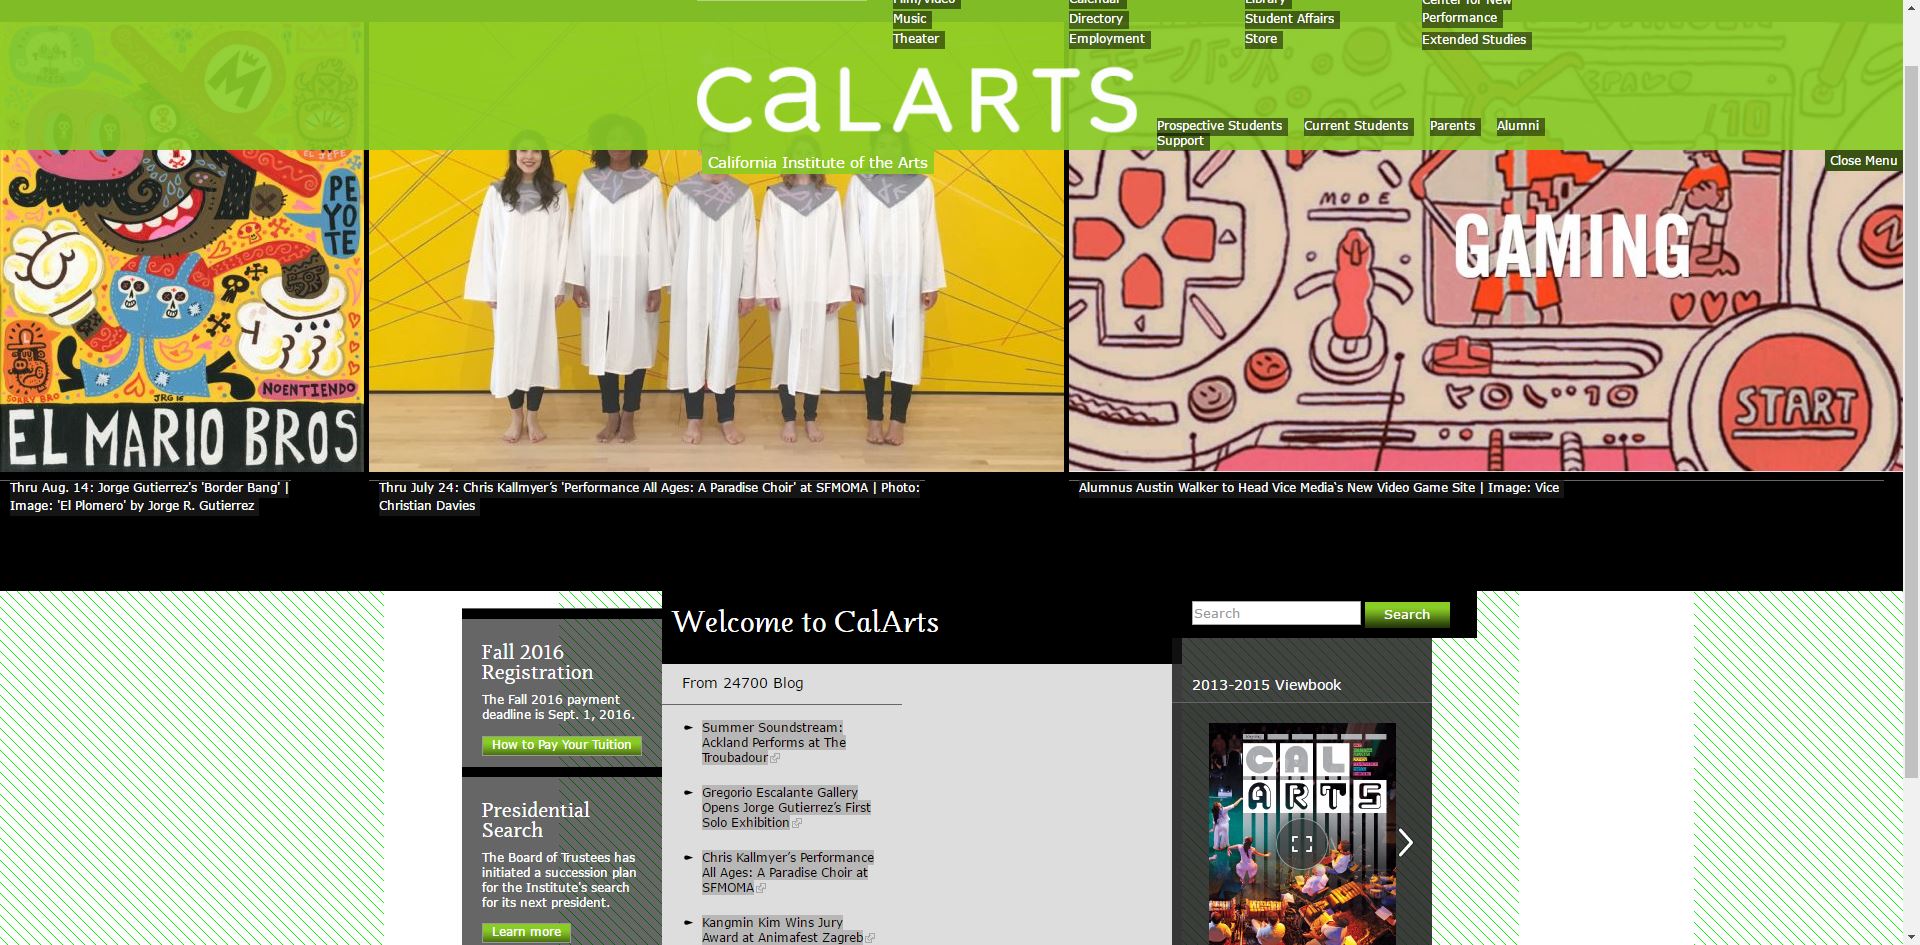 Film/Video
Calendar
Library
Center for New
Music
Directory
Student Affairs
Performance
Theater
Employment
Store
Extended Studies
CALARTS
Prospective Students
Current Students
Parents
Alumni
Support
California Institute of the Arts
Close Menu
M
EL JEFE
PE
YO
TE
NOENTIENDO
SORRY BRO
JRG 16
EL MARIO BROS
MODE
GAMING
START
Thru Aug. 14: Jorge Gutierrez's 'Border Bang' |
Image: 'El Plomero' by Jorge R. Gutierrez
Thru July 24: Chris Kallmyer’s 'Performance All Ages: A Paradise Choir' at SFMOMA | Photo:
Christian Davies
Alumnus Austin Walker to Head Vice Media‘s New Video Game Site | Image: Vice
Welcome to CalArts
Search
Search
Fall 2016
Registration
The Fall 2016 payment
deadline is Sept. 1, 2016.
How to Pay Your Tuition
Presidential
Search
The Board of Trustees has
initiated a succession plan
for the Institute’s search
for its next president.
Learn more
From 24700 Blog
Summer Soundstream:
Ackland Performs at The
Troubadour
Gregorio Escalante Gallery
Opens Jorge Gutierrez’s First
Solo Exhibition
Chris Kallmyer’s Performance
All Ages: A Paradise Choir at
SFMOMA
Kangmin Kim Wins Jury
Award at Animafest Zagreb
2013-2015 Viewbook
CAL
ARTS